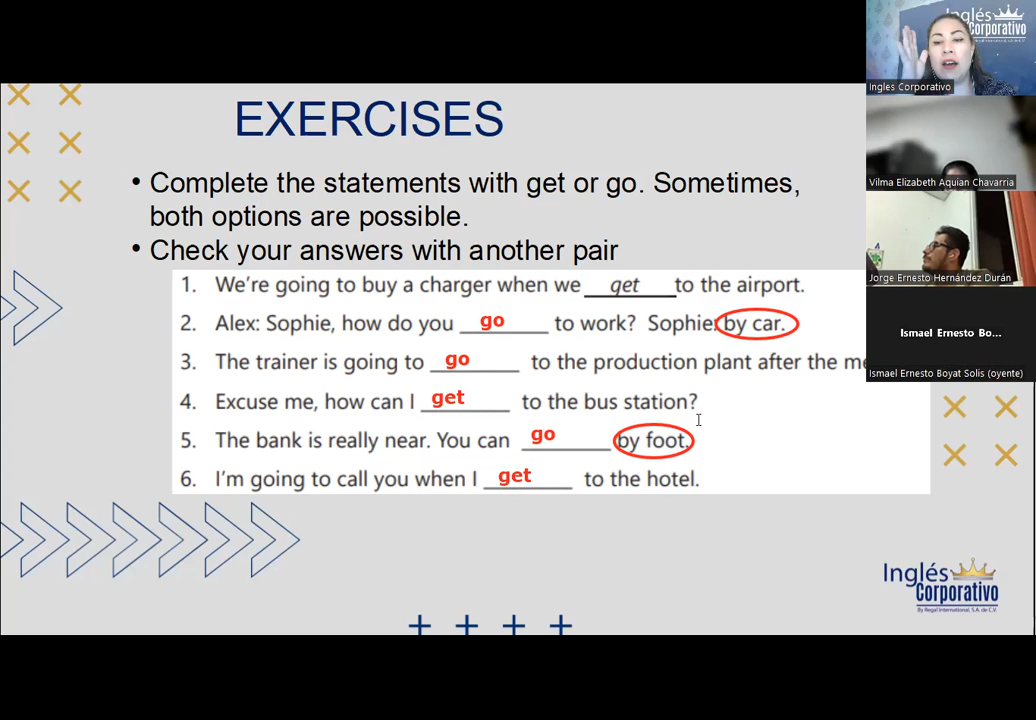 EXERCISES
• Complete the statements with get or go. Sometimes,
both options are possible.
• Check your answers with another pair
1. We're going to buy a charger when we get to the airport.
2. Alex: Sophie, how do you go to work? Sophie: by car.
3. The trainer is going to go to the production plant after the
4. Excuse me, how can I get to the bus station?
5. The bank is really near. You can go by foot.
6. I'm going to call you when I get to the hotel.
Inglés
Corporativo
By Regal International, S.A. de C.V.
Inglés
Corporativo
Ingles Corporativo
Vilma Elizabeth Aquian Chavarría
Jorge Ernesto Hernández Durán
Ismael Ernesto Bo...
Ismael Ernesto Boyat Solis (oyente)